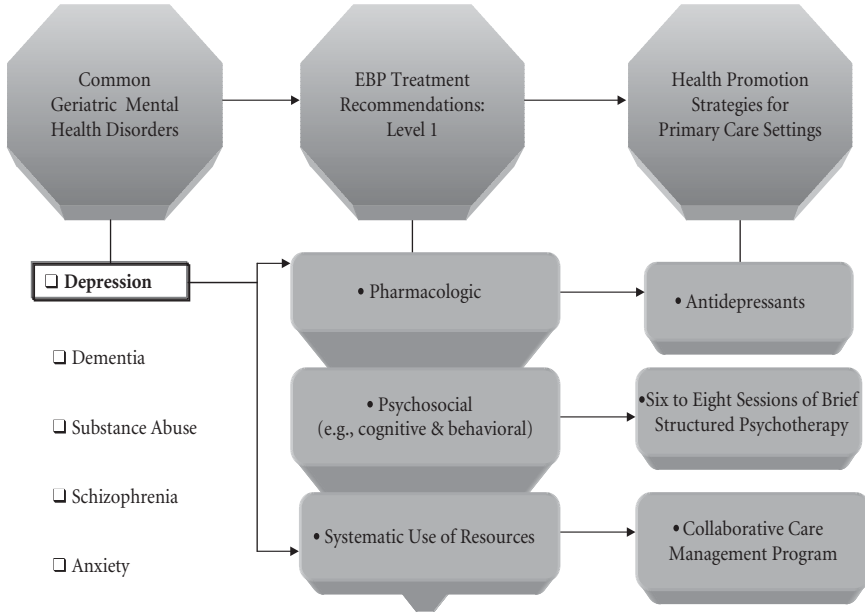 Common
Geriatric Mental
Health Disorders
EBP Treatment
Recommendations:
Level 1
Health Promotion
Strategies for
Primary Care Settings
❑ Depression
❑ Dementia
❑ Substance Abuse
❑ Schizophrenia
❑ Anxiety
• Pharmacologic
• Psychosocial
(e.g., cognitive & behavioral)
• Systematic Use of Resources
• Antidepressants
•Six to Eight Sessions of Brief
Structured Psychotherapy
• Collaborative Care
Management Program